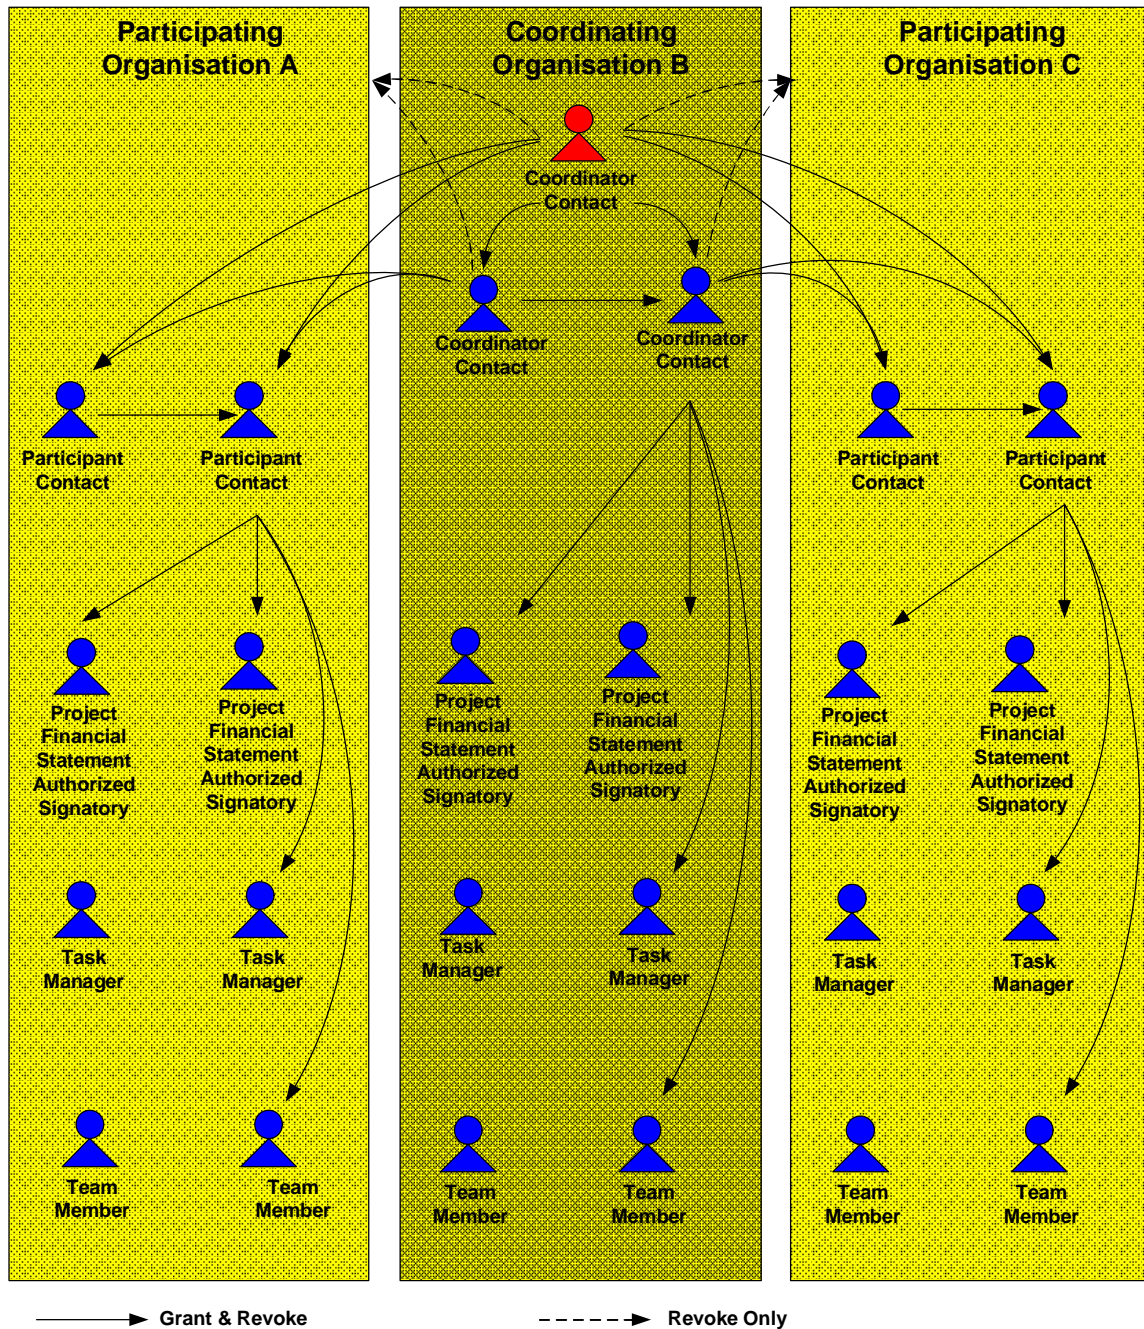 Participating
Organisation A
Coordinating
Organisation B
Participating
Organisation C
Coordinator
Contact
Coordinator
Contact
Coordinator
Contact
Participant
Contact
Participant
Contact
Participant
Contact
Participant
Contact
Project
Financial
Statement
Authorized
Signatory
Project
Financial
Statement
Authorized
Signatory
Project
Financial
Statement
Authorized
Signatory
Project
Financial
Statement
Authorized
Signatory
Project
Financial
Statement
Authorized
Signatory
Project
Financial
Statement
Authorized
Signatory
Task
Manager
Task
Manager
Task
Manager
Task
Manager
Task
Manager
Task
Manager
Team
Member
Team
Member
Team
Member
Team
Member
Team
Member
Team
Member
Grant & Revoke
Revoke Only